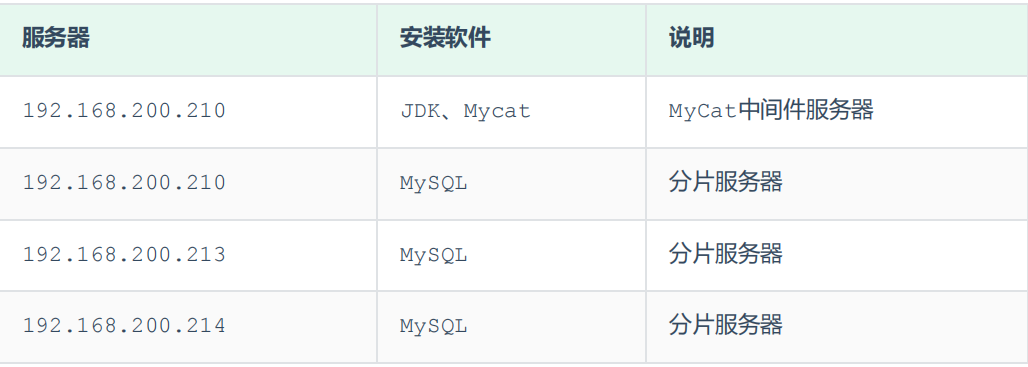 服务器 安装软件 说明
192.168.200.210 JDK、Mycat MyCat中间件服务器
192.168.200.210 MySQL 分片服务器
192.168.200.213 MySQL 分片服务器
192.168.200.214 MySQL 分片服务器